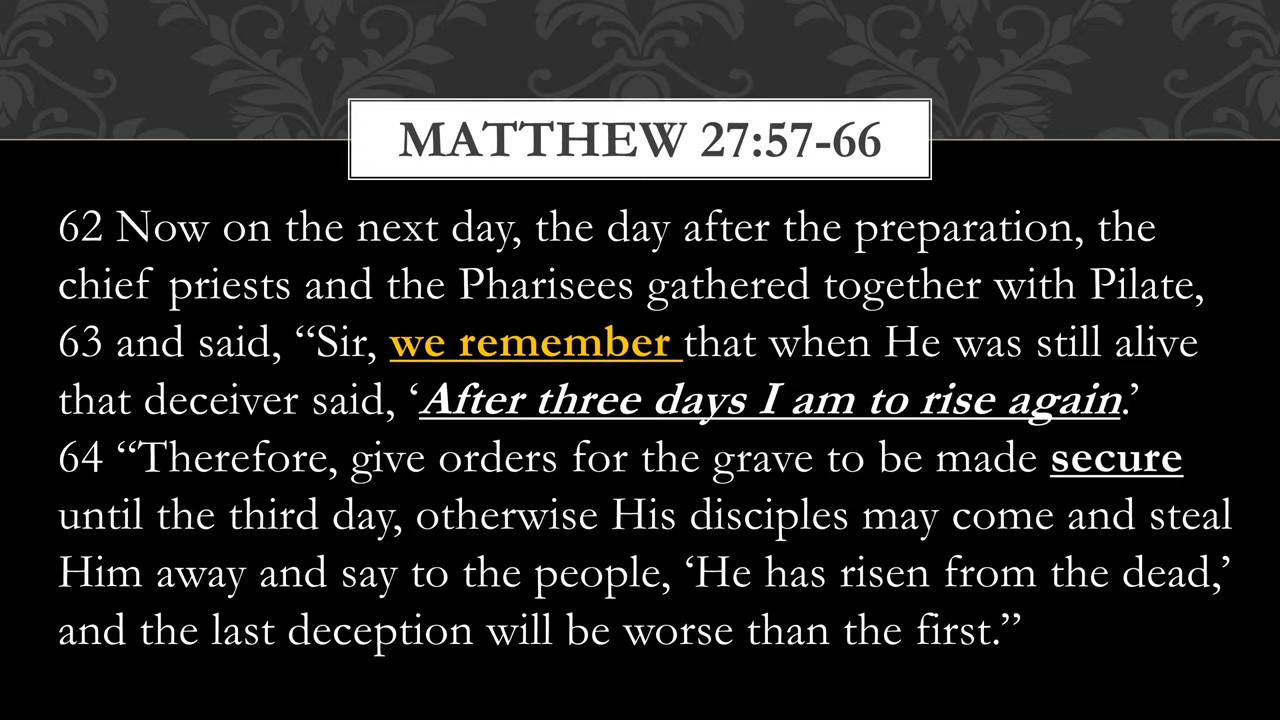 MATTHEW 27:57-66
62 Now on the next day, the day after the preparation, the
chief priests and the Pharisees gathered together with Pilate,
63 and said, “Sir, we remember that when He was still alive
that deceiver said, ‘After three days I am to rise again.’
64 “Therefore, give orders for the grave to be made secure
until the third day, otherwise His disciples may come and steal
Him away and say to the people, ‘He has risen from the dead,’
and the last deception will be worse than the first.”